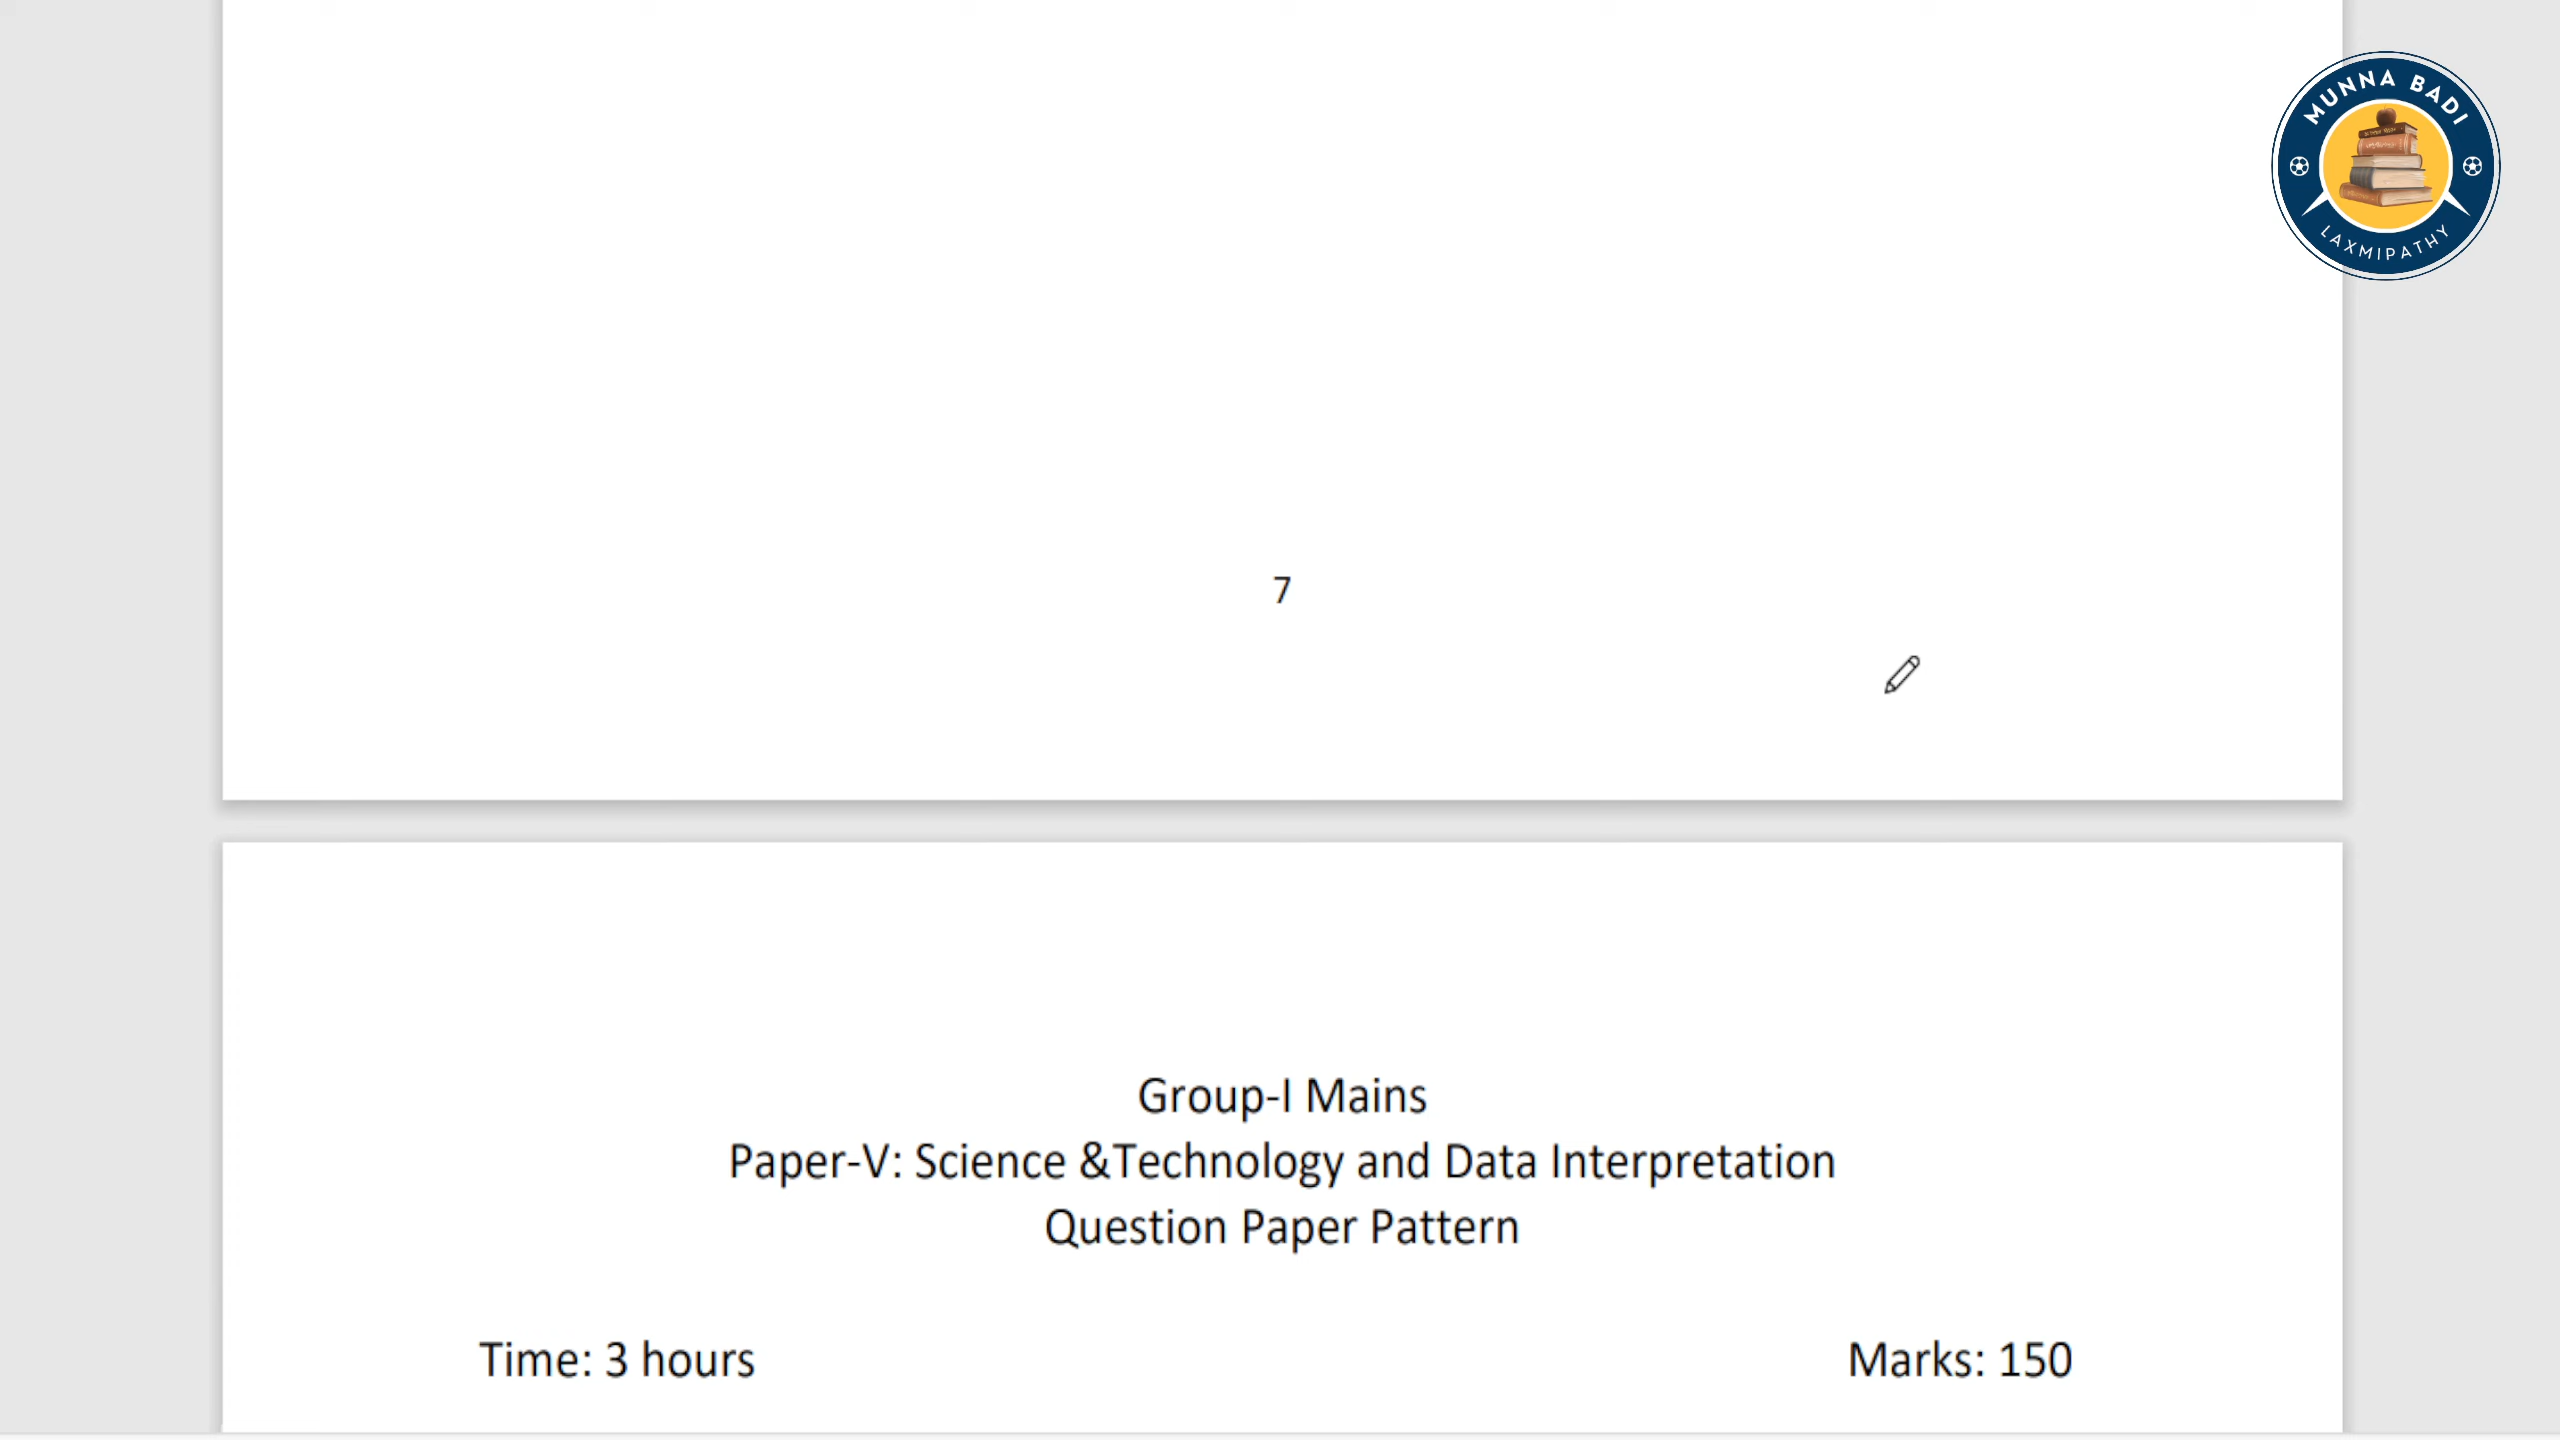 MUNNA BADI
LAXMIPATHY
7
Group-I Mains
Paper-V: Science &Technology and Data Interpretation
Question Paper Pattern
Time: 3 hours
Marks: 150